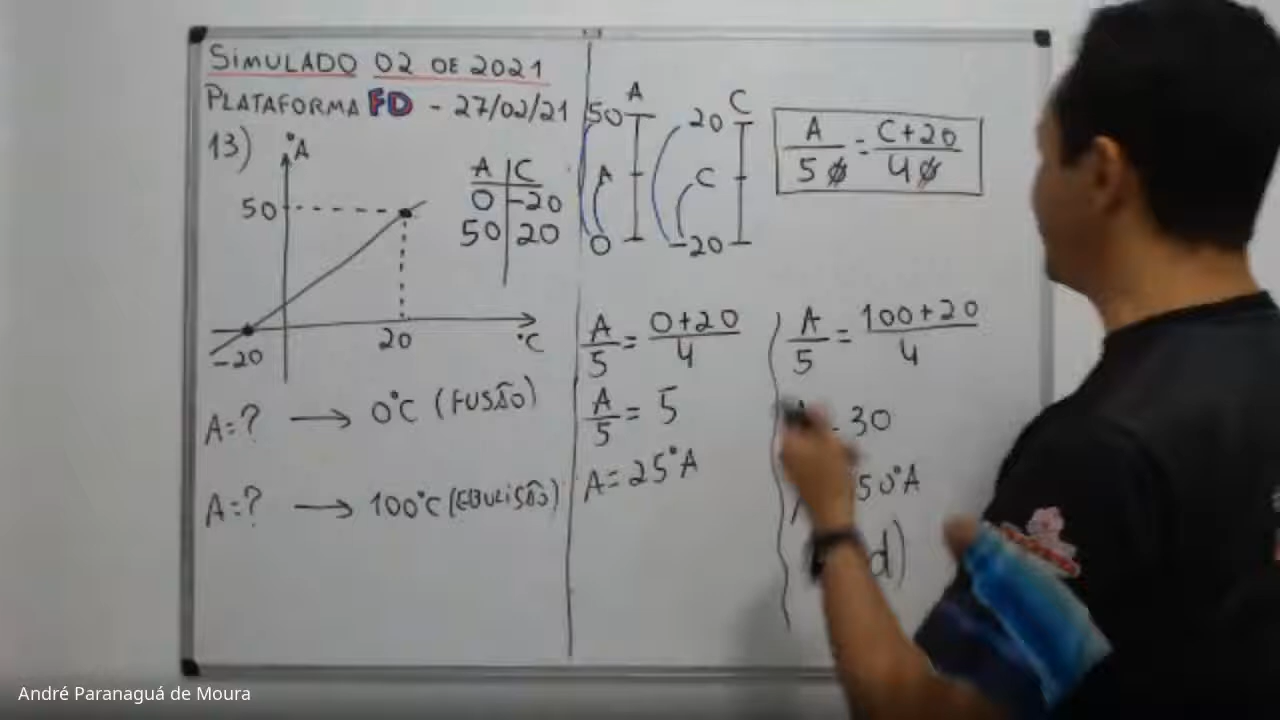 SIMULADO 02 DE 2021
PLATAFORMA FD - 27/02/21
13)
°A
50
-20
20
°C
A C
0 -20
50 20
A=? → 0°C (FUSÃO)
A=? → 100°C (EBULIÇÃO)
A
50
A
0
C
20
C
-20
A/50 = C+20/40
A/5 = 0+20/4
A/5 = 5
A=25°A
A/5 = 100+20/4
30
50°A
d)
André Paranaguá de Moura